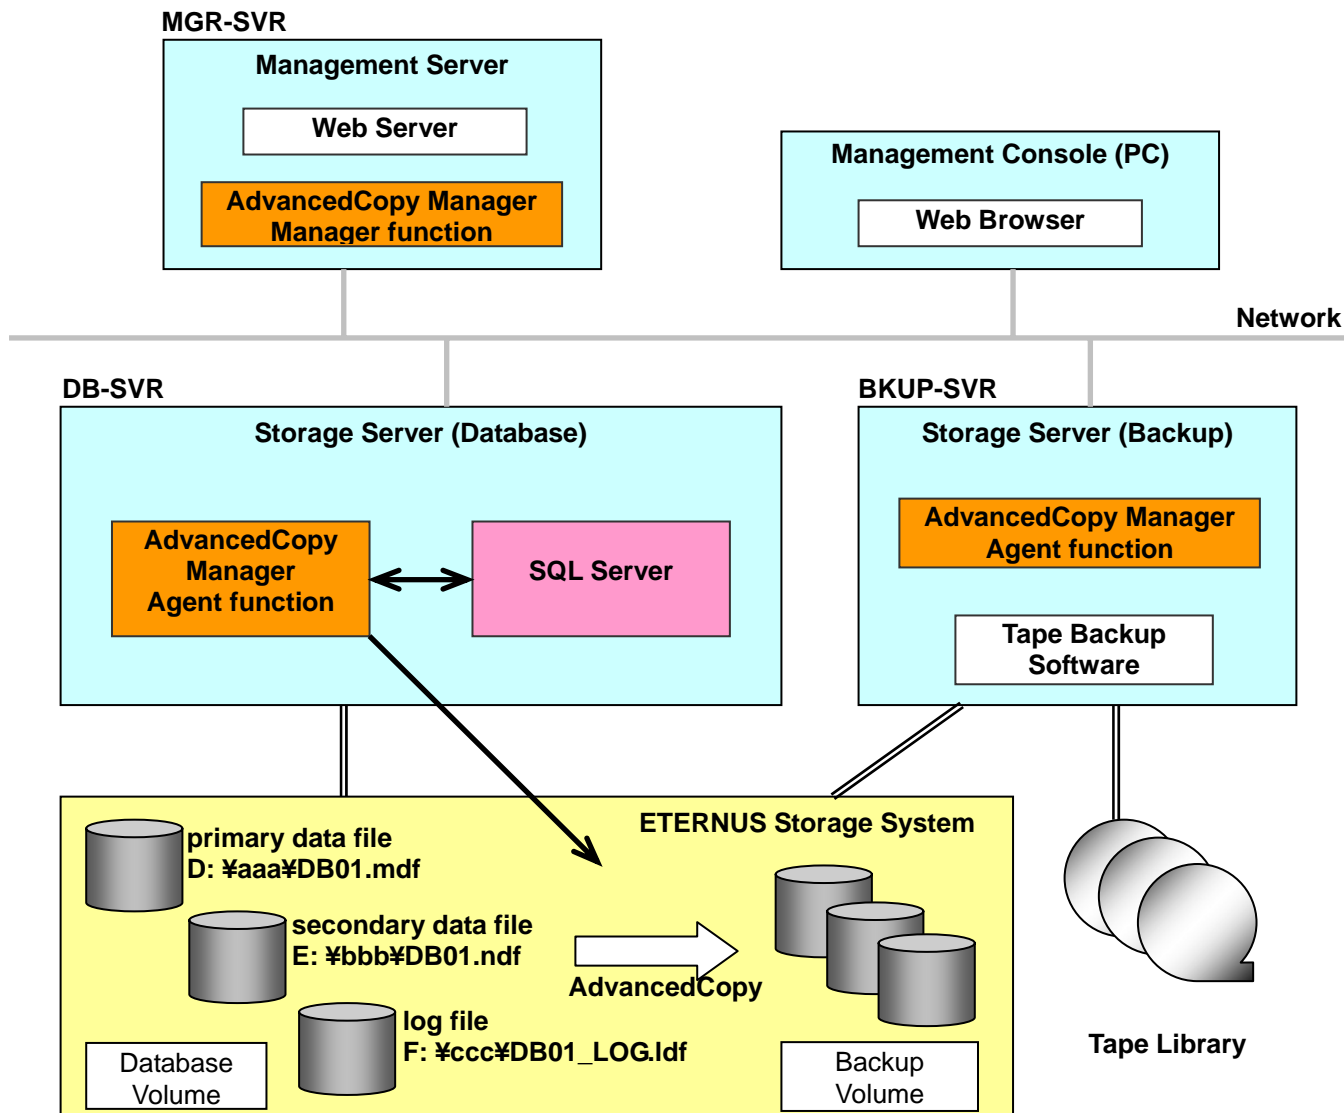 MGR-SVR
Management Server
Web Server
AdvancedCopy Manager
Manager function
Management Console (PC)
Web Browser
Network
DB-SVR
Storage Server (Database)
AdvancedCopy
Manager
Agent function
SQL Server
BKUP-SVR
Storage Server (Backup)
AdvancedCopy Manager
Agent function
Tape Backup
Software
ETERNUS Storage System
primary data file
D: ¥aaa¥DB01.mdf
secondary data file
E: ¥bbb¥DB01.ndf
AdvancedCopy
log file
F: ¥ccc¥DB01_LOG.ldf
Database
Volume
Backup
Volume
Tape Library